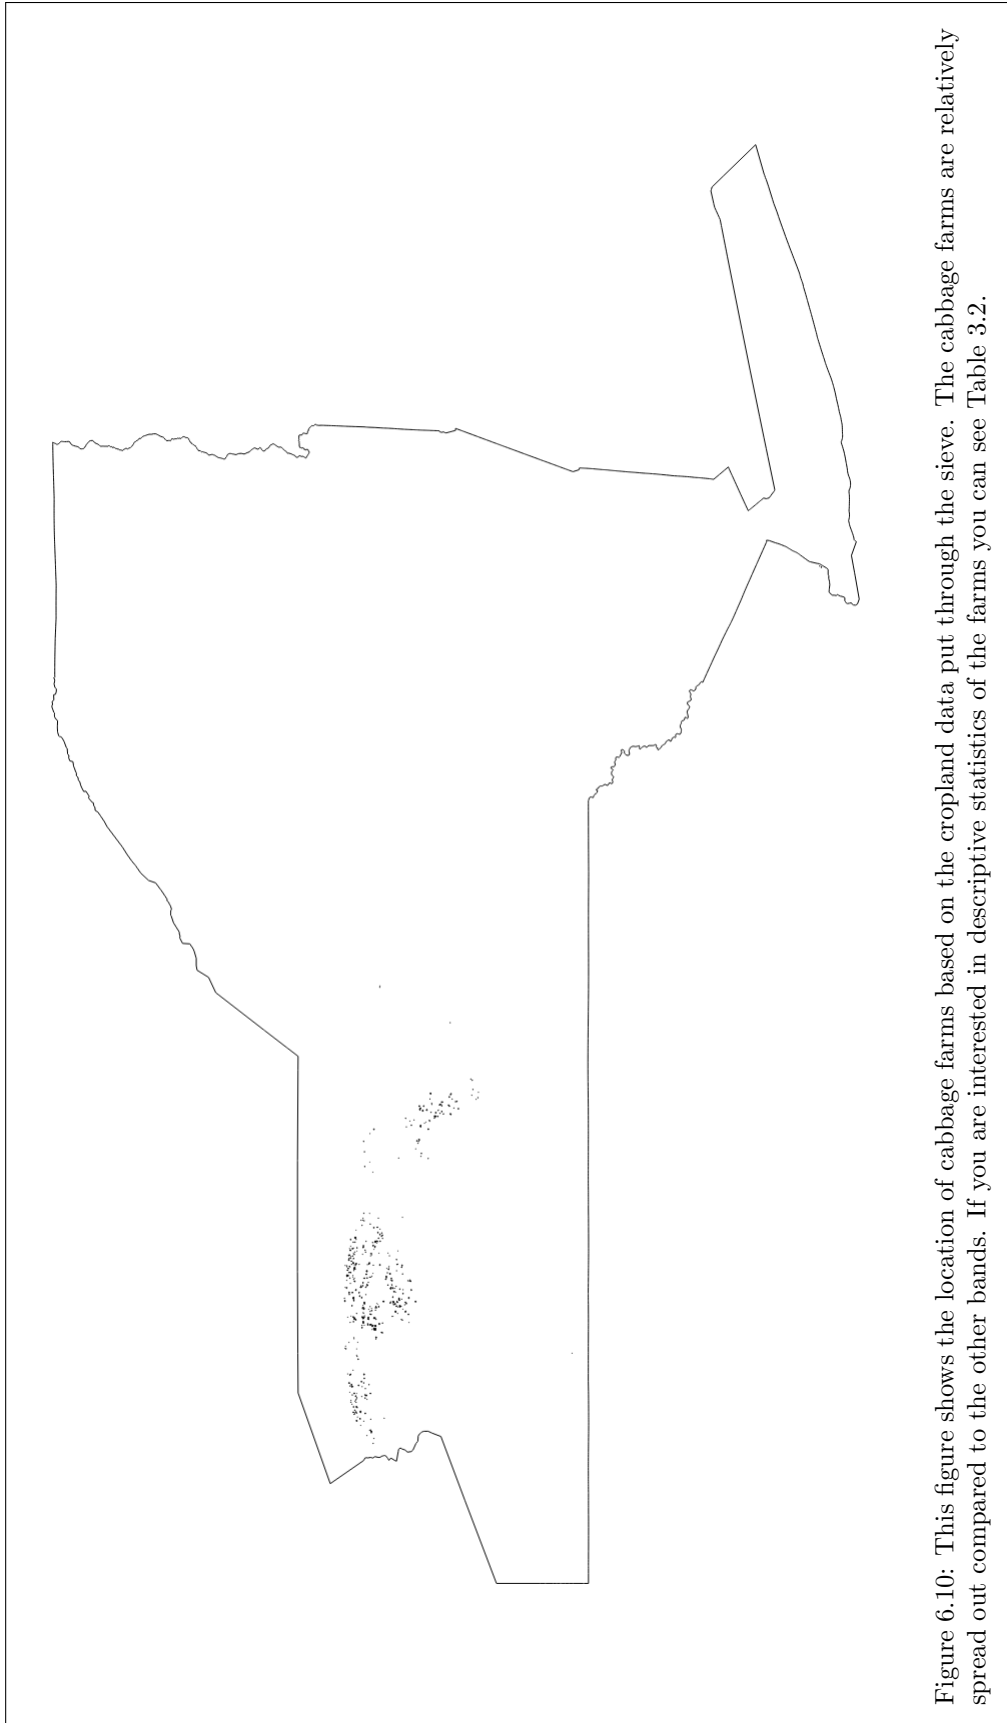 Figure 6.10: This figure shows the location of cabbage farms based on the cropland data put through the sieve. The cabbage farms are relatively
spread out compared to the other bands. If you are interested in descriptive statistics of the farms you can see Table 3.2.